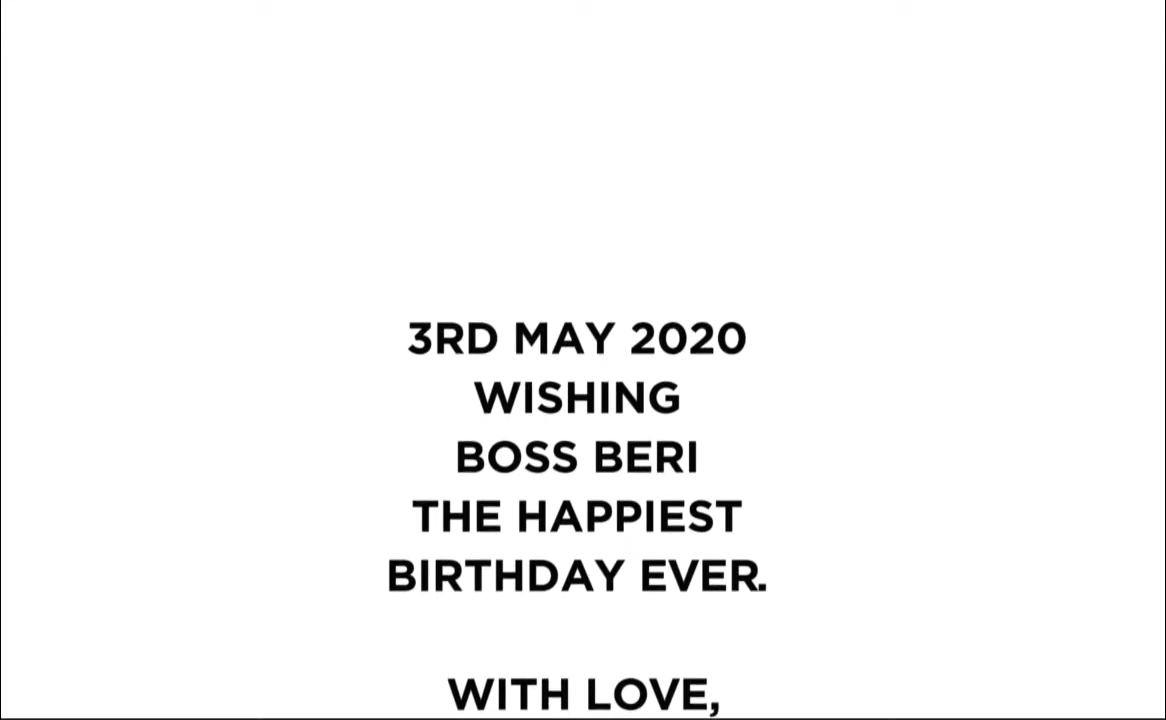 3RD MAY 2020
WISHING
BOSS BERI
THE HAPPIEST
BIRTHDAY EVER.
WITH LOVE,